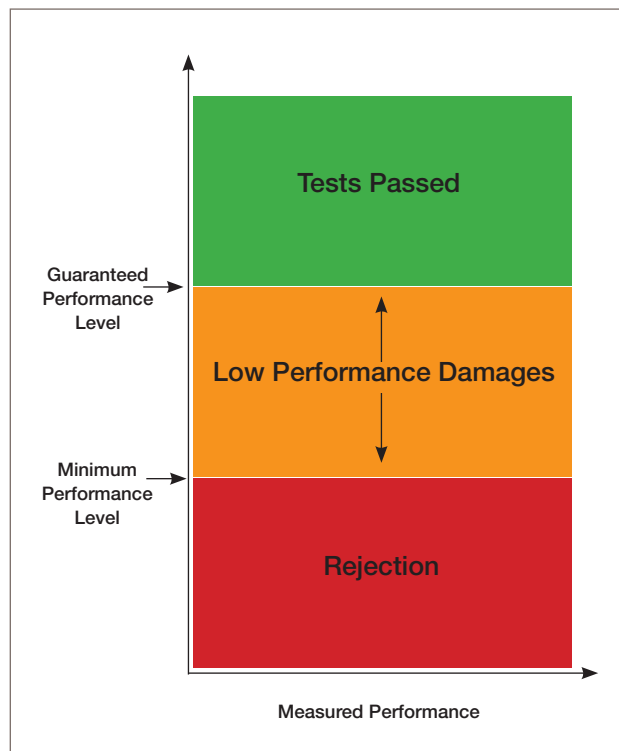 Tests Passed
Guaranteed
Performance
Level
Low Performance Damages
Minimum
Performance
Level
Rejection
Measured Performance